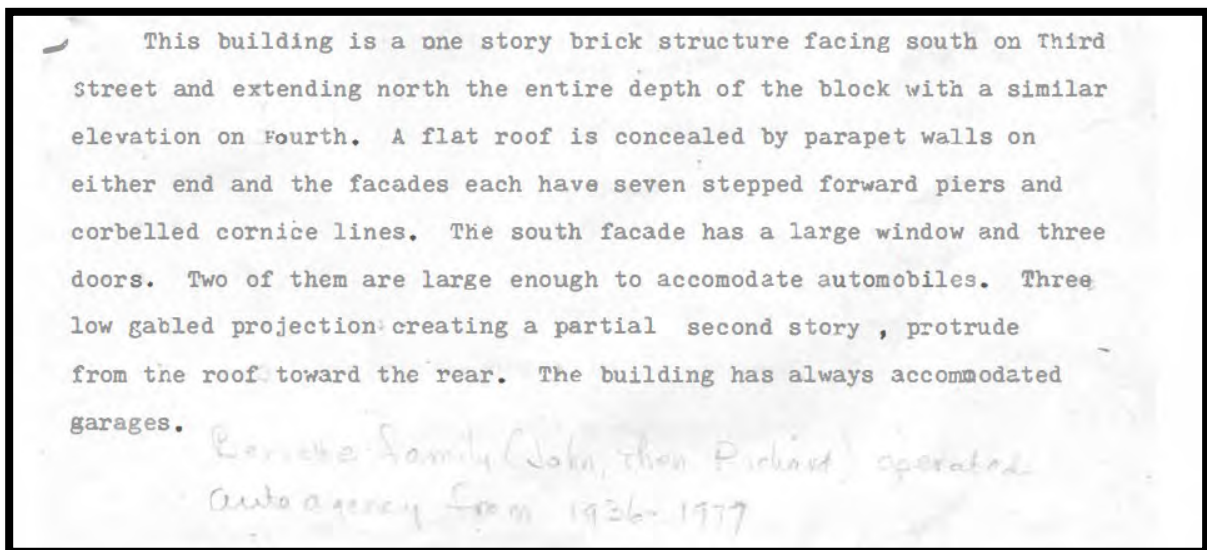 This building is a one story brick structure facing south on Third
Street and extending north the entire depth of the block with a similar
elevation on Fourth. A flat roof is concealed by parapet walls on
either end and the facades each have seven stepped forward piers and
corbelled cornice lines. The south facade has a large window and three
doors. Two of them are large enough to accomodate automobiles. Three
low gabled projection creating a partial second story , protrude
from the roof toward the rear. The building has always accommodated
garages.
family (John, then Richard) operated
auto agency from 1936-1977